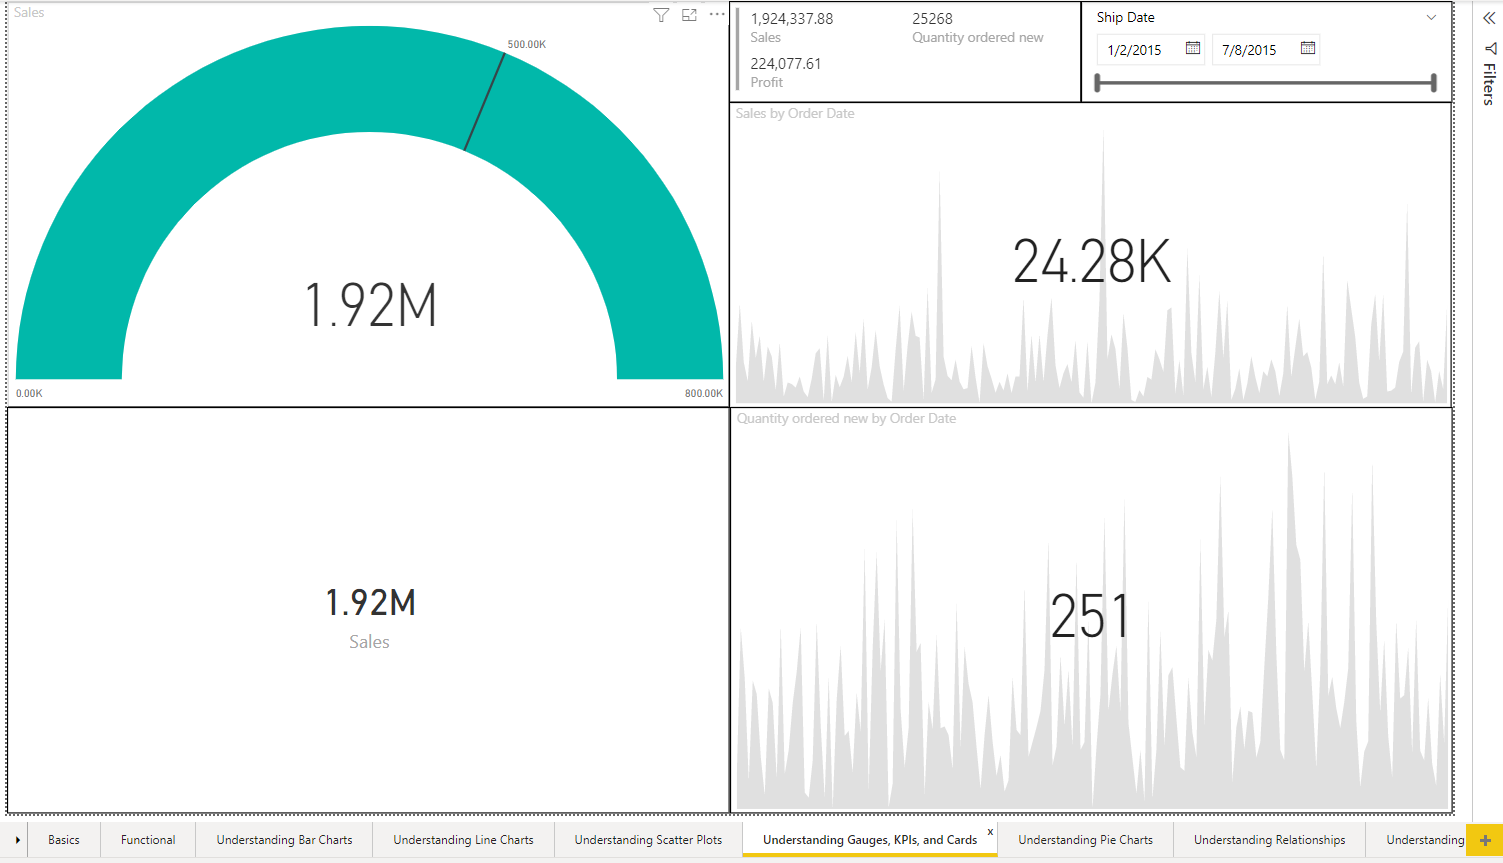 Sales
500.00K
1.92M
0.00K
800.00K
1,924,337.88
Sales
25268
Quantity ordered new
224,077.61
Profit
Ship Date
1/2/2015
7/8/2015
Filters
Sales by Order Date
24.28K
1.92M
Sales
Quantity ordered new by Order Date
251
Basics
Functional
Understanding Bar Charts
Understanding Line Charts
Understanding Scatter Plots
Understanding Gauges, KPIs, and Cards
x
Understanding Pie Charts
Understanding Relationships
Understanding
+